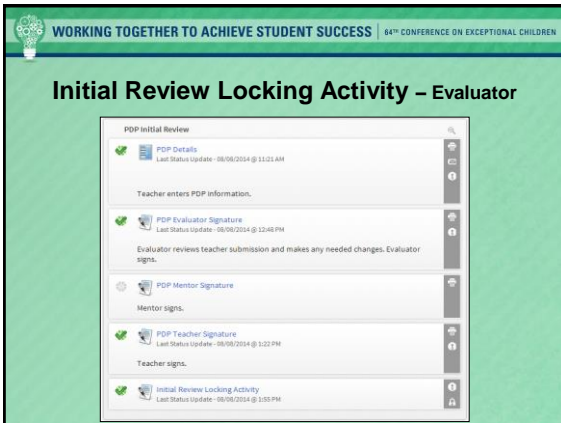 WORKING TOGETHER TO ACHIEVE STUDENT SUCCESS | 64TH CONFERENCE ON EXCEPTIONAL CHILDREN
Initial Review Locking Activity – Evaluator
PDP Initial Review
PDP Details
Last Status Update - 08/08/2014 @ 11:21 AM
Teacher enters PDP information.
PDP Evaluator Signature
Last Status Update - 08/08/2014 @ 12:48 PM
Evaluator reviews teacher submission and makes any needed changes. Evaluator
signs.
PDP Mentor Signature
Mentor signs.
PDP Teacher Signature
Last Status Update - 08/08/2014 @ 1:22 PM
Teacher signs.
Initial Review Locking Activity
Last Status Update - 08/08/2014 @ 1:55 PM